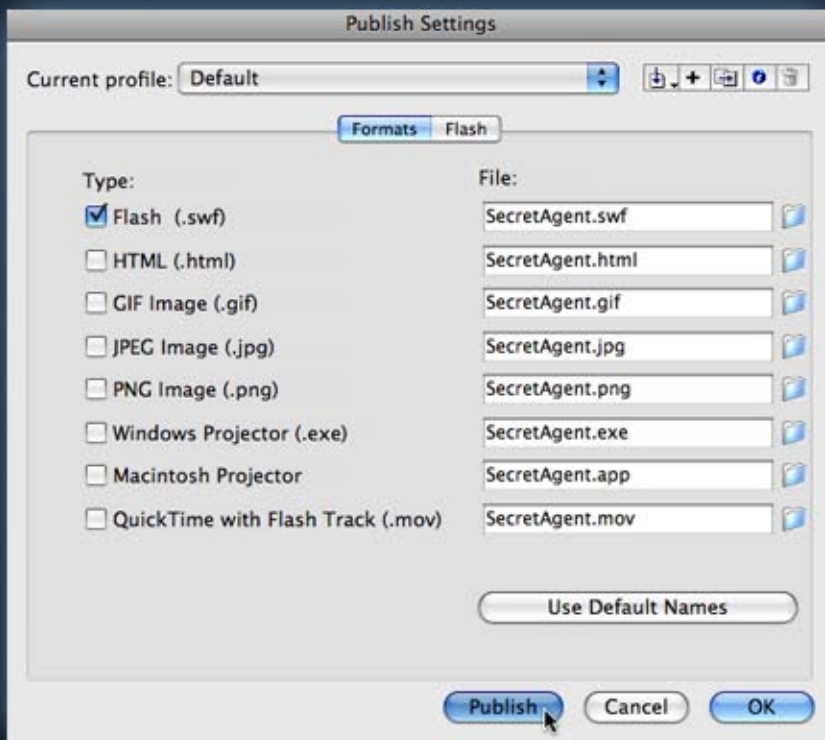 Publish Settings
Current profile: Default
Formats Flash
Type: File:
Flash (.swf) SecretAgent.swf
HTML (.html) SecretAgent.html
GIF Image (.gif) SecretAgent.gif
JPEG Image (.jpg) SecretAgent.jpg
PNG Image (.png) SecretAgent.png
Windows Projector (.exe) SecretAgent.exe
Macintosh Projector SecretAgent.app
QuickTime with Flash Track (.mov) SecretAgent.mov
Use Default Names
Publish Cancel OK